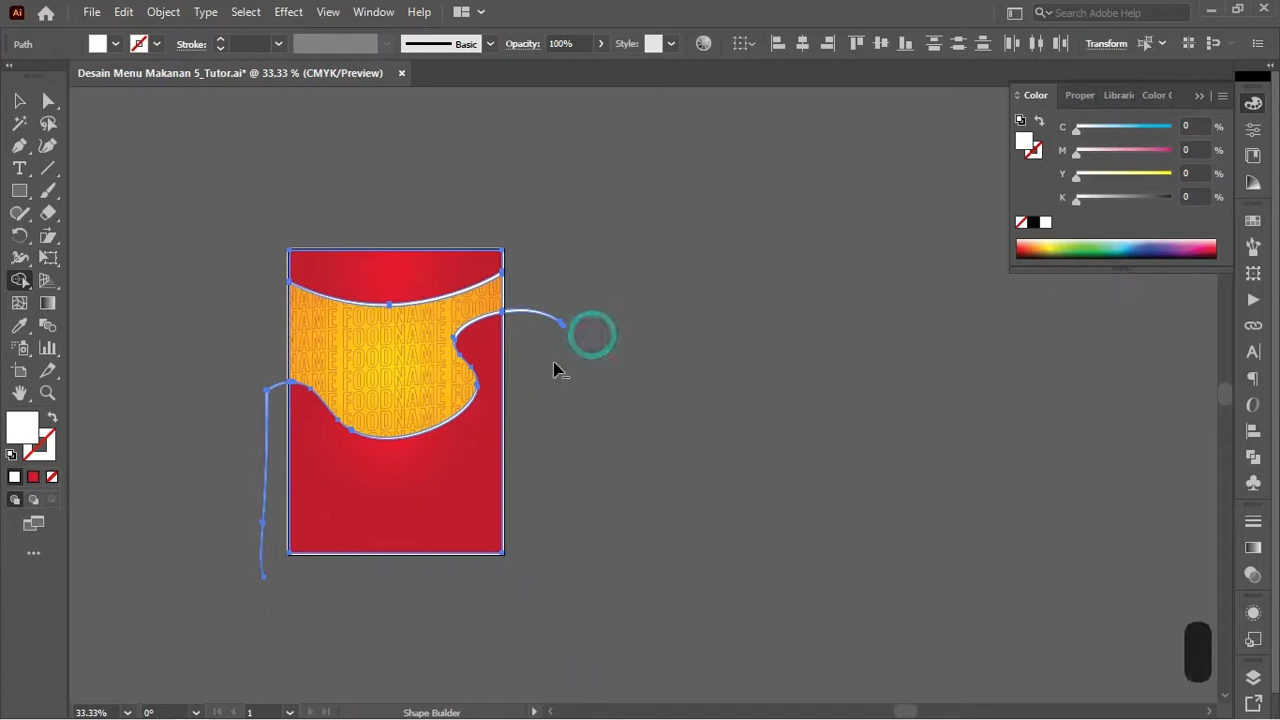 Ai File Edit Object Type Select Effect View Window Help Search Adobe Help
Path Stroke: Basic Opacity: 100% Style: Transform
Desain Menu Makanan 5_Tutor.ai* @ 33.33 % (CMYK/Preview) ×
Color Proper Librari Color
C 0 %
M 0 %
Y 0 %
K 0 %
T
FOODNAME
33.33% 0° 1 Shape Builder